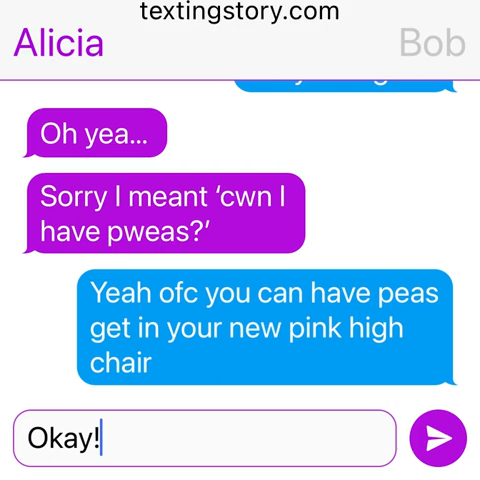 textingstory.com
Alicia
Bob
Oh yea...
Sorry I meant ‘cwn I
have pweas?’
Yeah ofc you can have peas
get in your new pink high
chair
Okay!